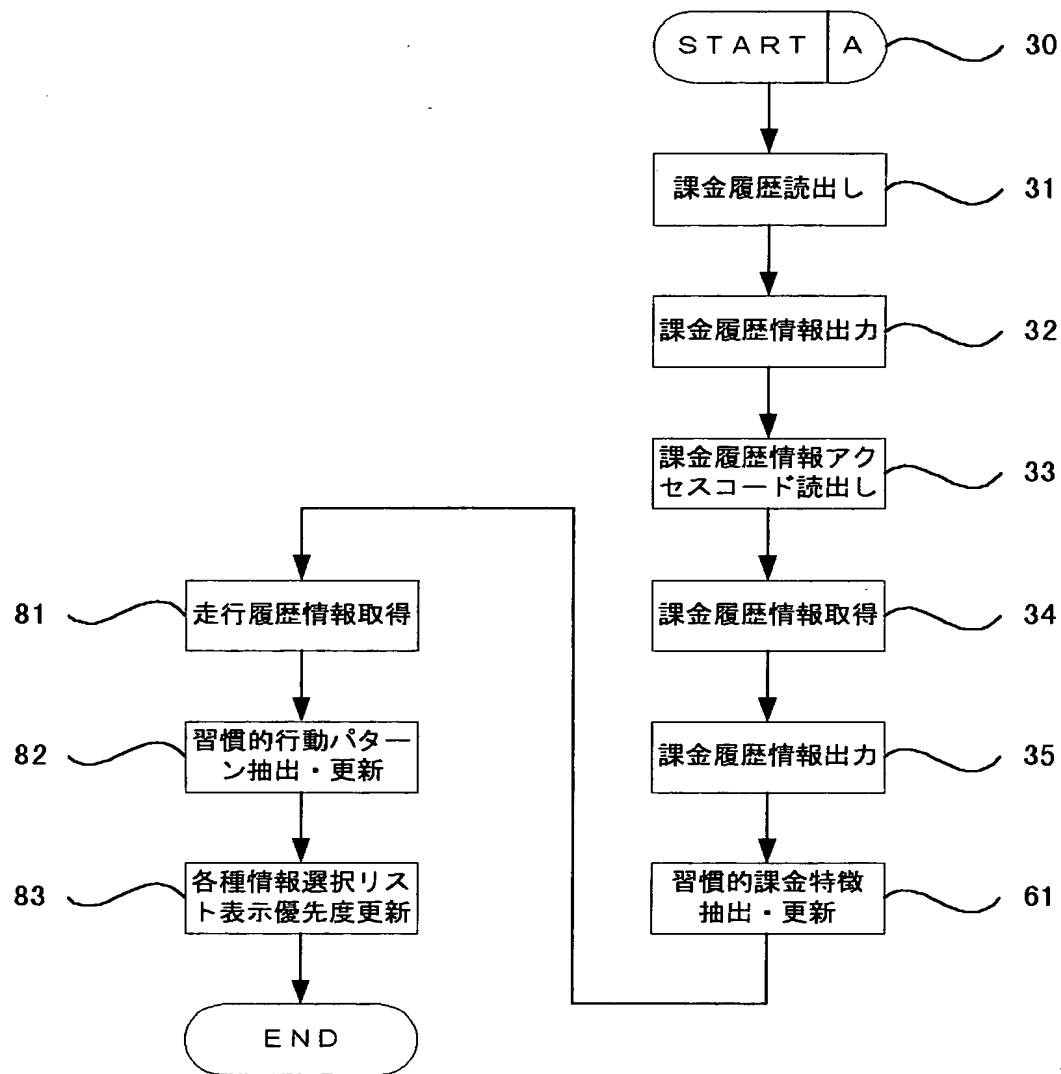 START A
30
課金履歴読出し
31
課金履歴情報出力
32
課金履歴情報アク
セスコード読出し
33
課金履歴情報取得
34
課金履歴情報出力
35
習慣的課金特徴
抽出・更新
61
81
走行履歴情報取得
82
習慣的行動パター
ン抽出・更新
83
各種情報選択リス
ト表示優先度更新
END